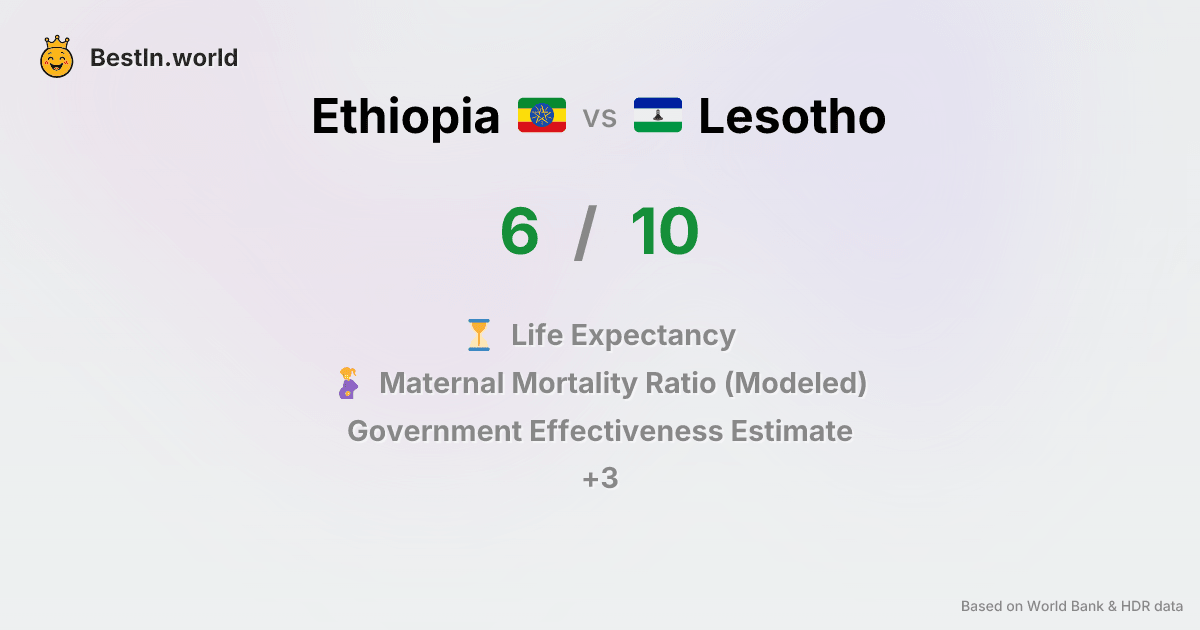 BestIn.world
Ethiopia vs Lesotho
6 / 10
Life Expectancy
Maternal Mortality Ratio (Modeled)
Government Effectiveness Estimate
+3
Based on World Bank & HDR data